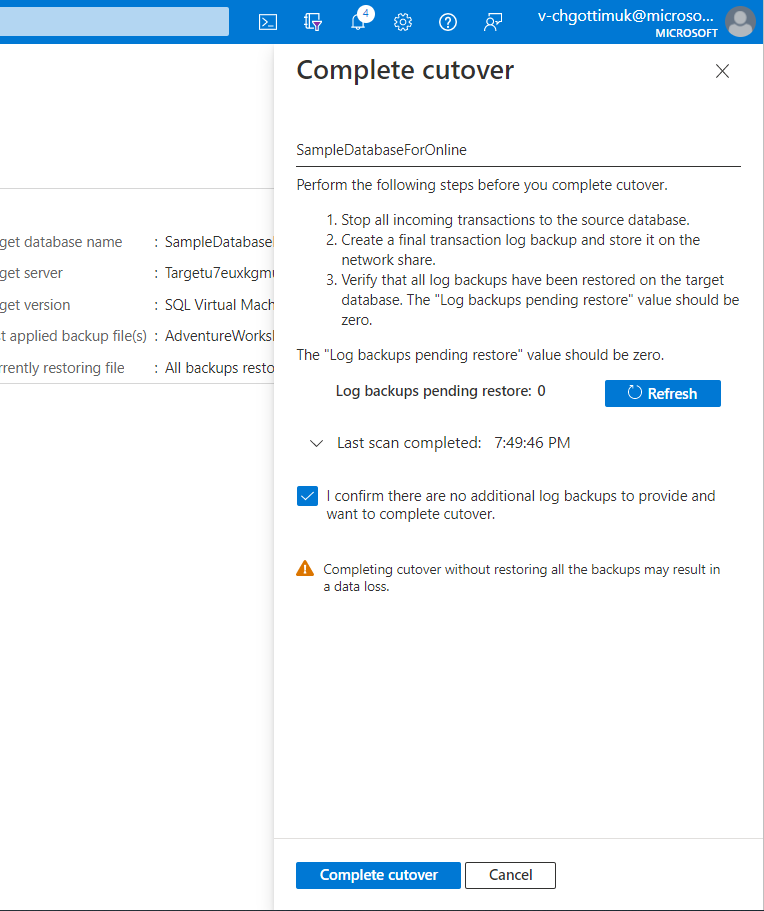 4
v-chgottimuk@microso...
MICROSOFT
Complete cutover
SampleDatabaseForOnline
Perform the following steps before you complete cutover.
1. Stop all incoming transactions to the source database.
2. Create a final transaction log backup and store it on the
network share.
3. Verify that all log backups have been restored on the target
database. The "Log backups pending restore" value should be
zero.
The "Log backups pending restore" value should be zero.
Log backups pending restore: 0
Refresh
Last scan completed: 7:49:46 PM
I confirm there are no additional log backups to provide and
want to complete cutover.
Completing cutover without restoring all the backups may result in
a data loss.
Complete cutover
Cancel
get database name : SampleDatabase
get server : Targetu7euxkgm
get version : SQL Virtual Mach
t applied backup file(s) : AdventureWorks
rrently restoring file : All backups resto